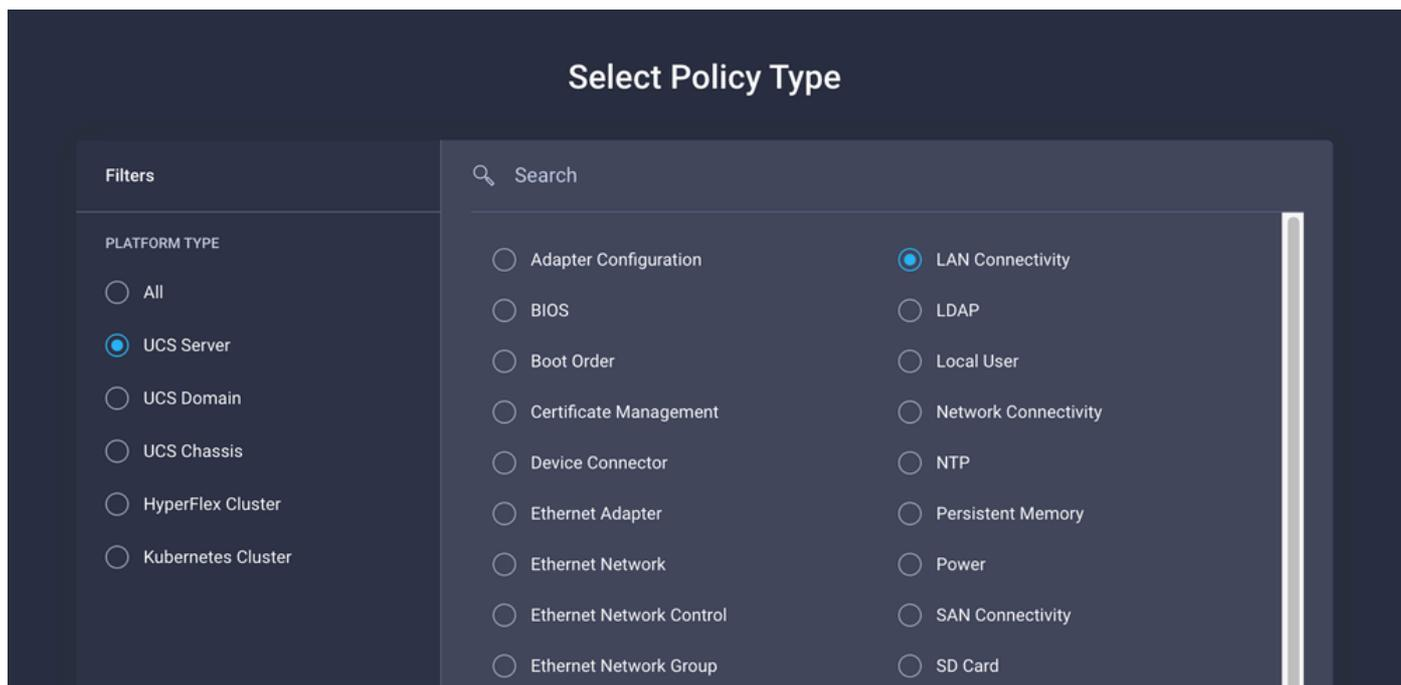 Select Policy Type
Filters
Search
PLATFORM TYPE
All
UCS Server
UCS Domain
UCS Chassis
HyperFlex Cluster
Kubernetes Cluster
Adapter Configuration
BIOS
Boot Order
Certificate Management
Device Connector
Ethernet Adapter
Ethernet Network
Ethernet Network Control
Ethernet Network Group
LAN Connectivity
LDAP
Local User
Network Connectivity
NTP
Persistent Memory
Power
SAN Connectivity
SD Card